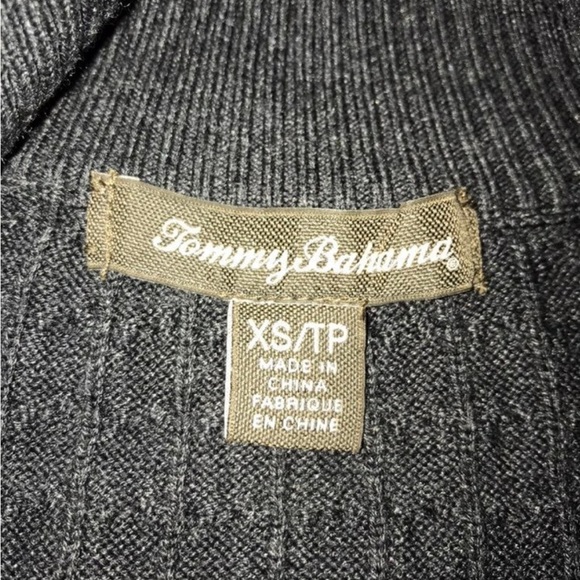 Tommy Bahama®
XS/TP
MADE IN
CHINA
FABRIQUE
EN CHINE